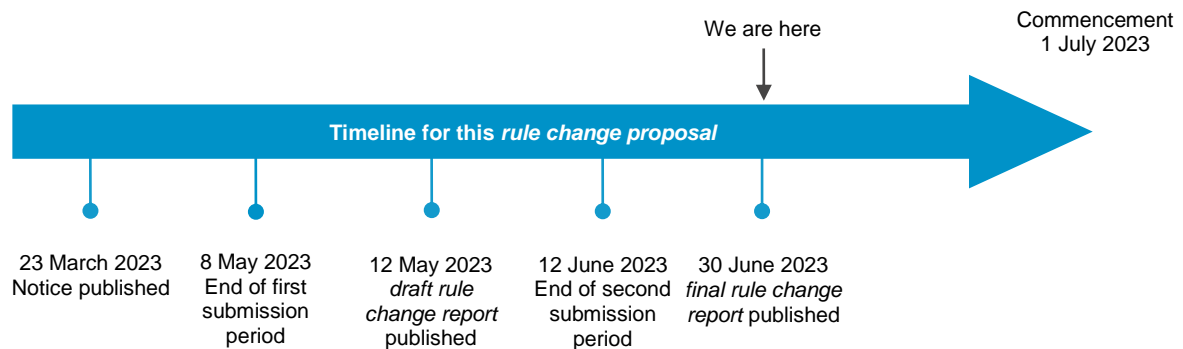 Commencement
1 July 2023
We are here
Timeline for this rule change proposal
23 March 2023
Notice published
8 May 2023
End of first
submission
period
12 May 2023
draft rule
change report
published
12 June 2023
End of second
submission
period
30 June 2023
final rule change
report published